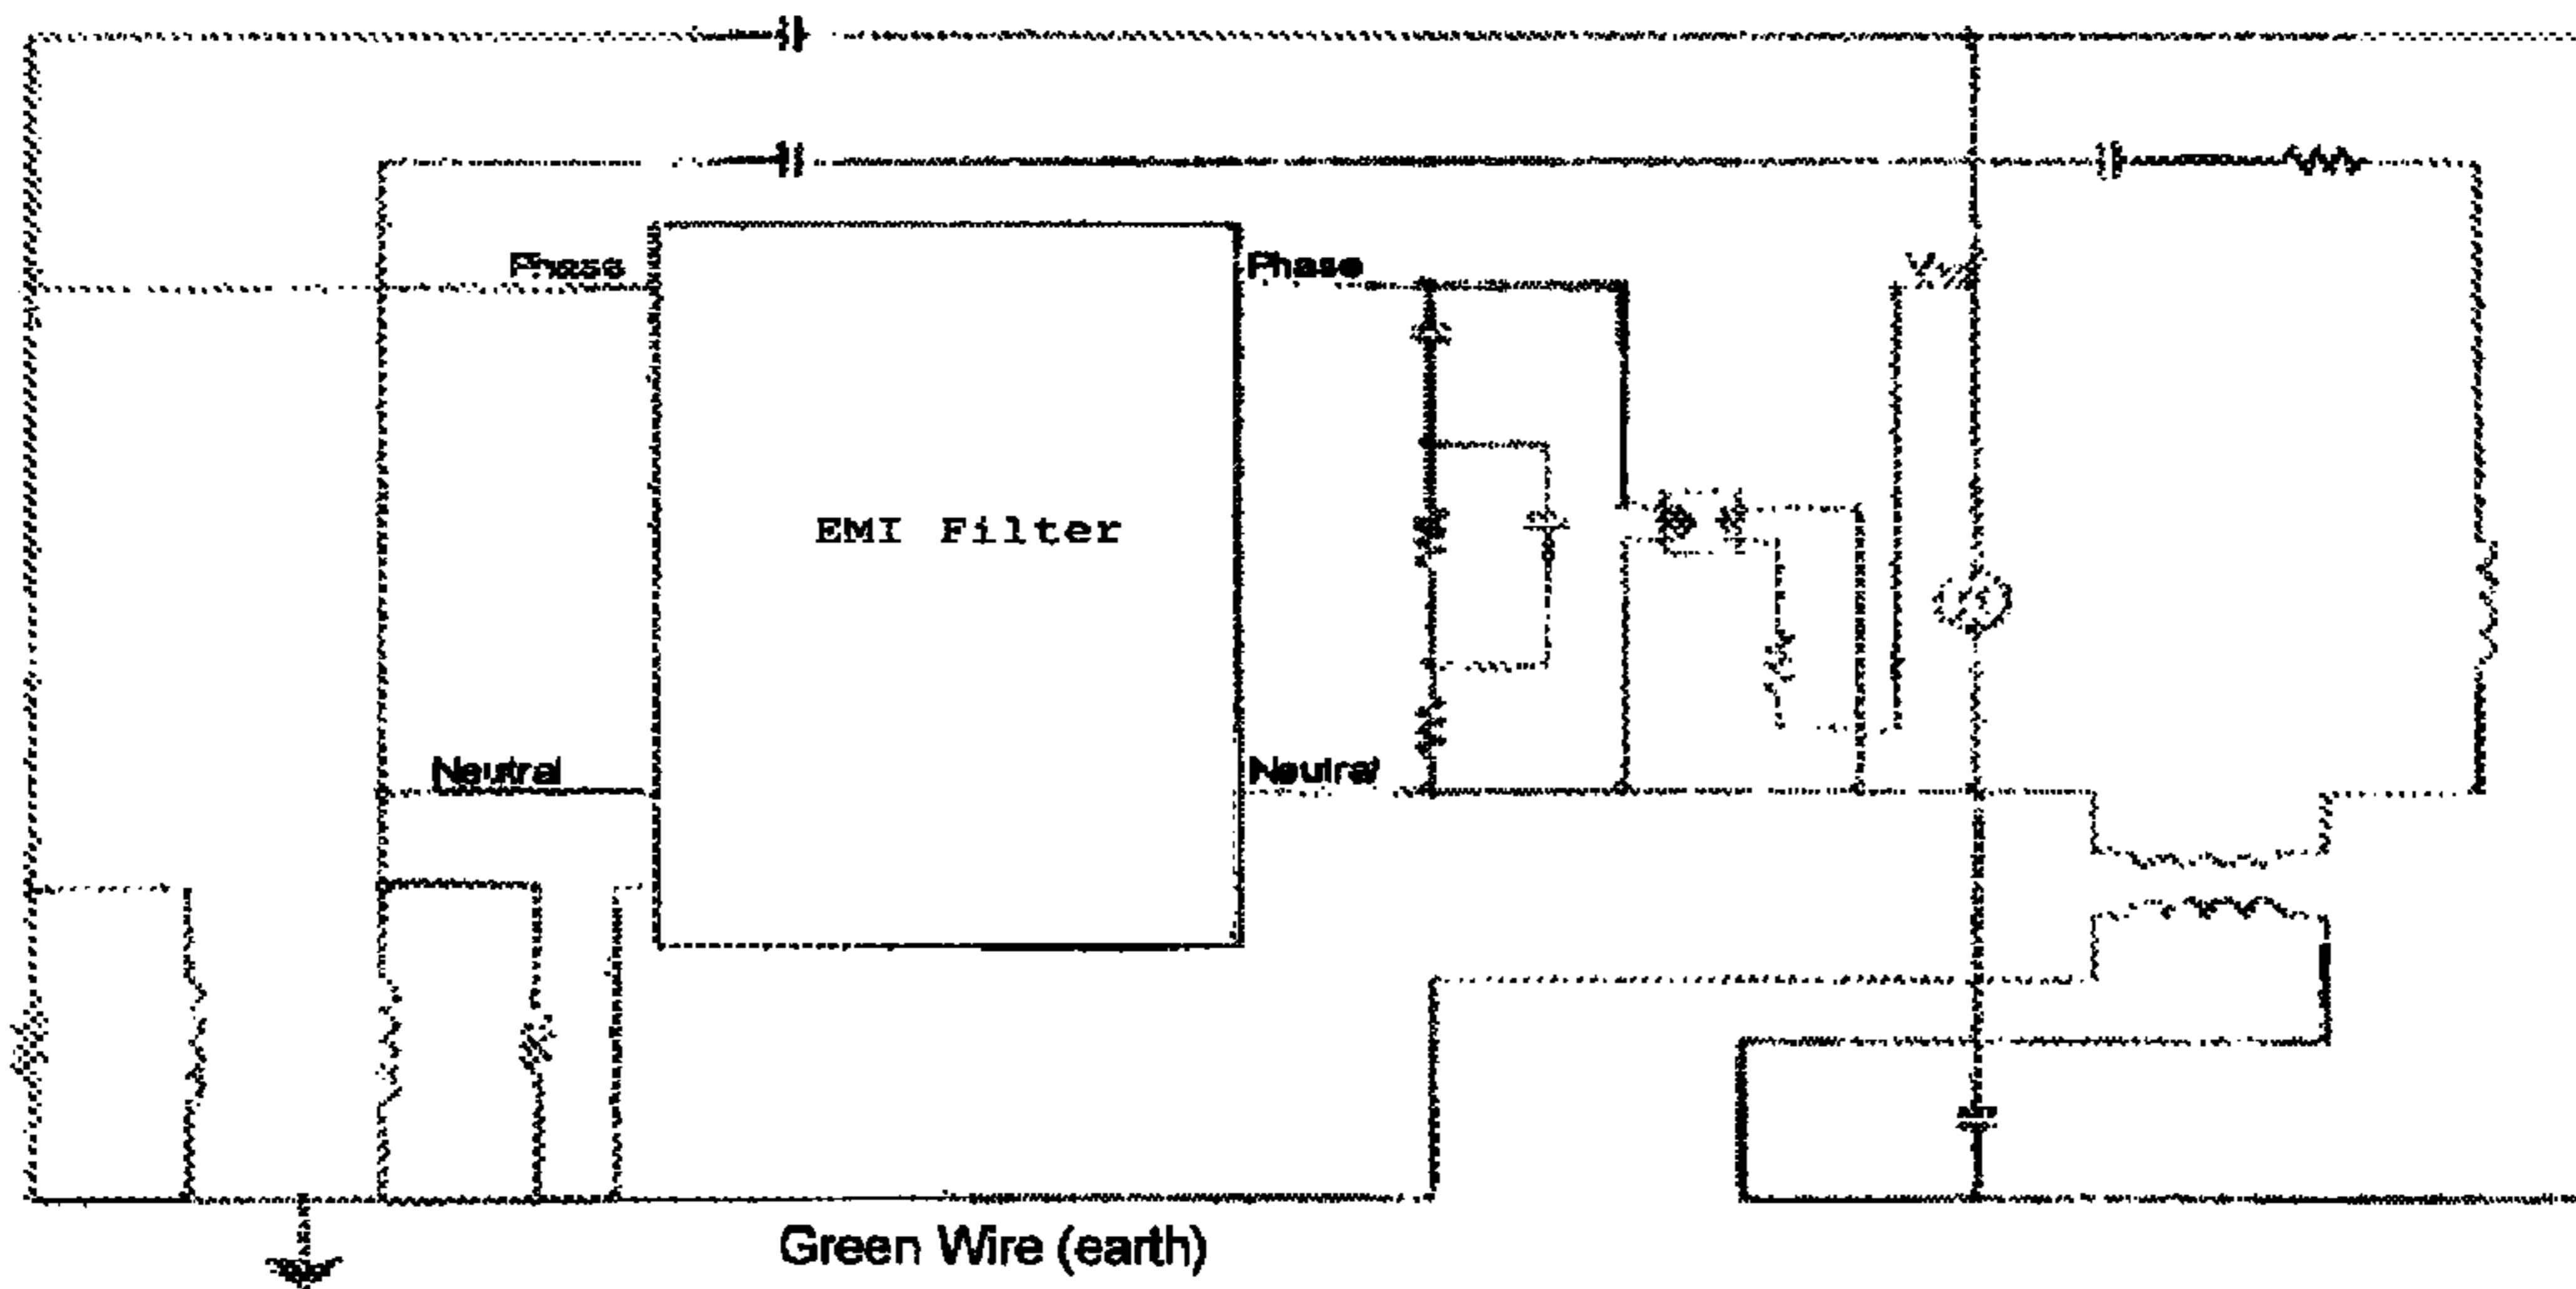 Phase
Phase
EMI Filter
Neutral
Neutral
Green Wire (earth)